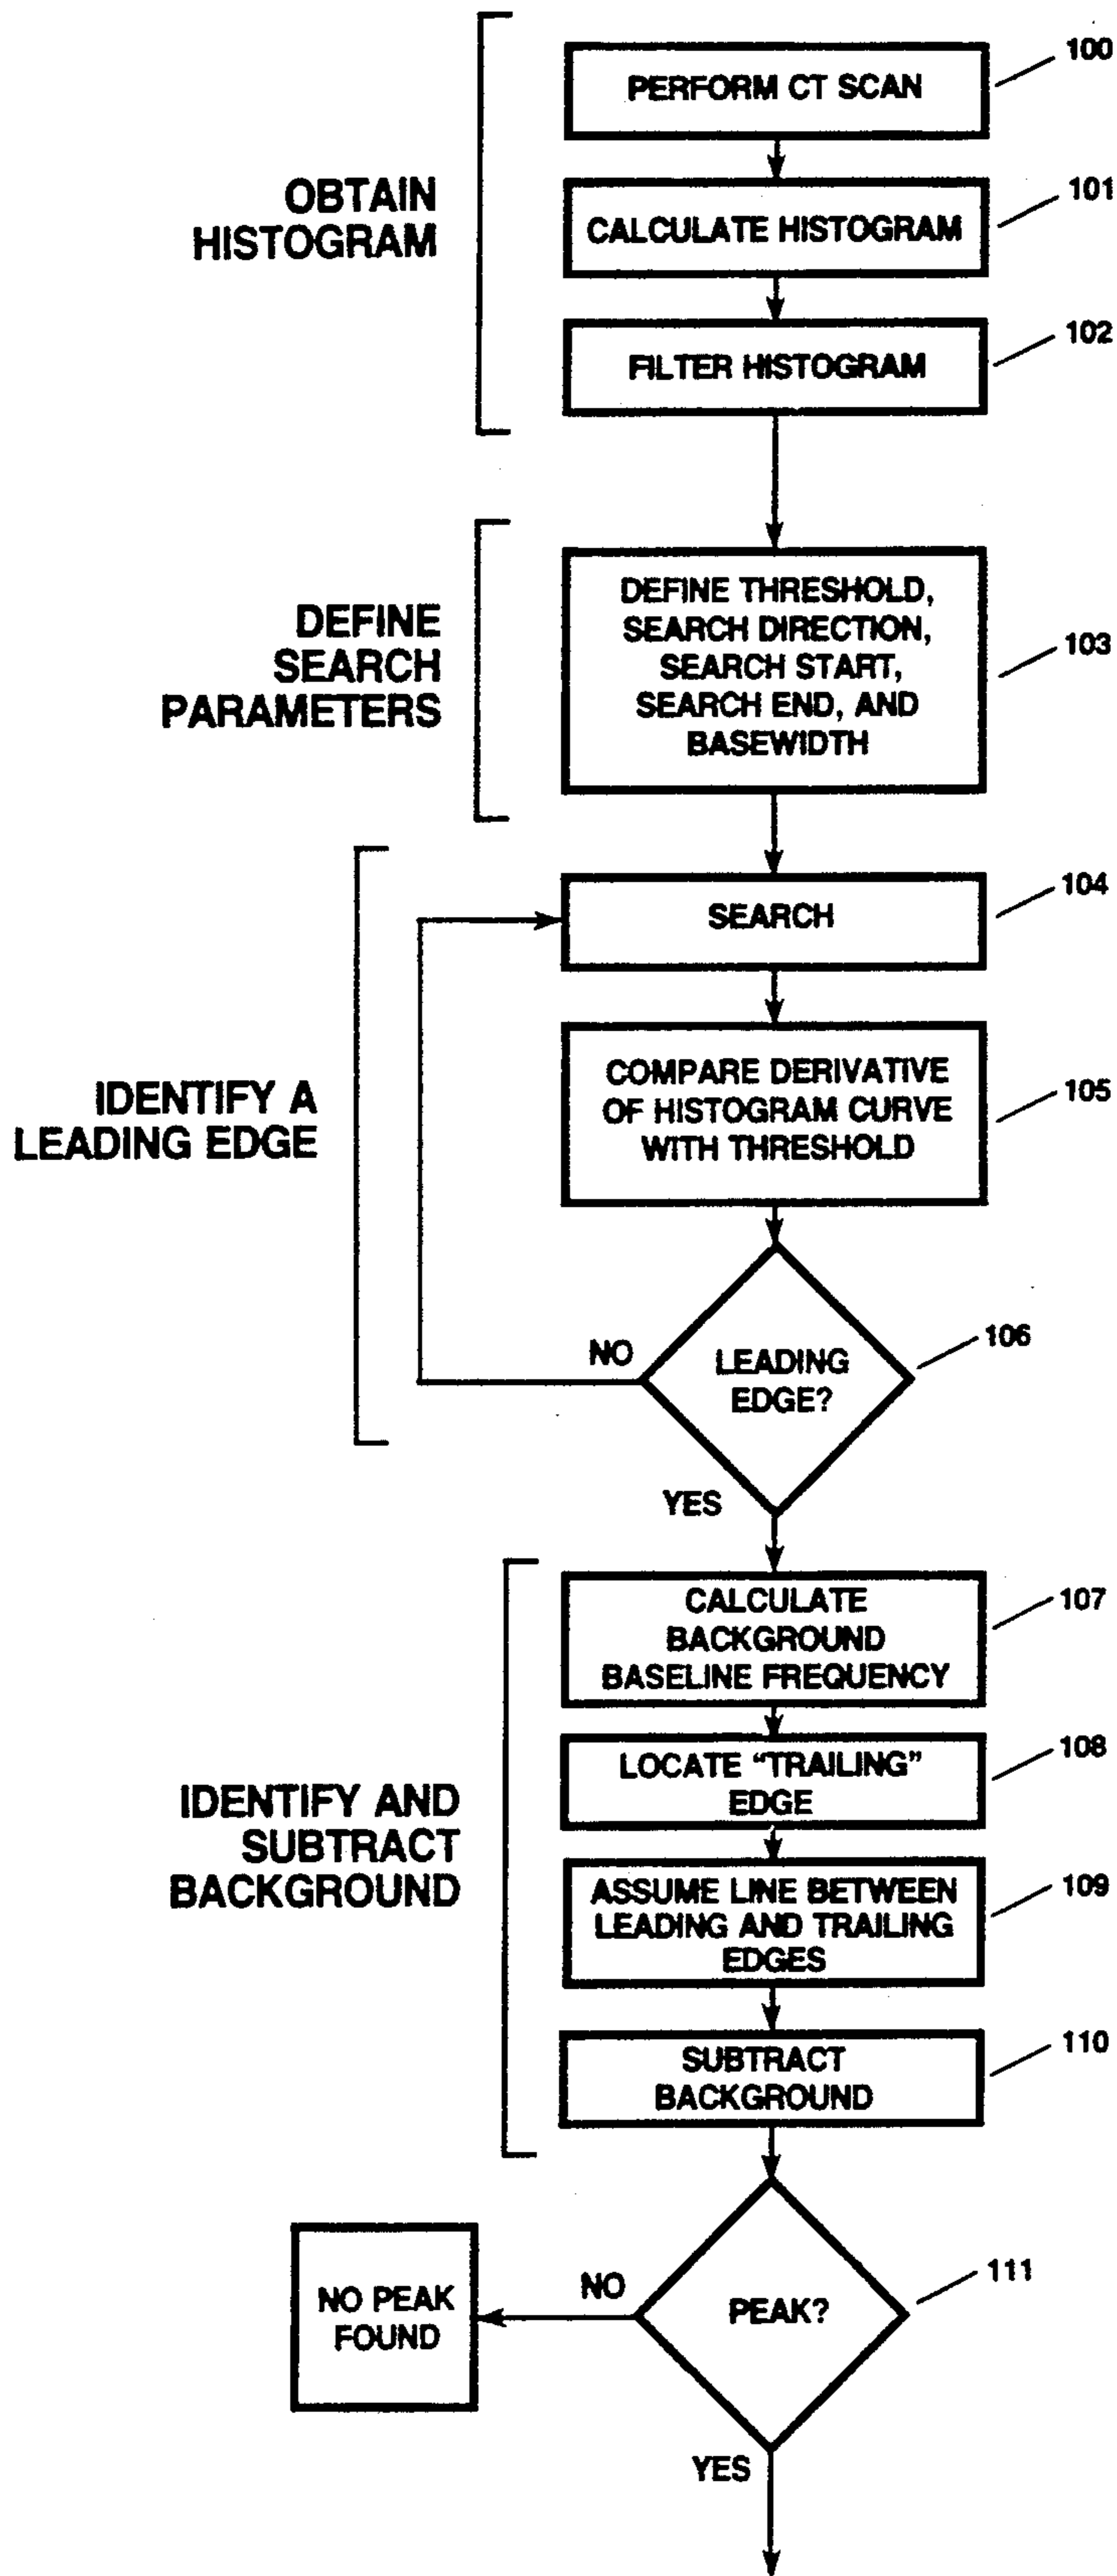 OBTAIN
HISTOGRAM
PERFORM CT SCAN
100
CALCULATE HISTOGRAM
101
FILTER HISTOGRAM
102
DEFINE
SEARCH
PARAMETERS
DEFINE THRESHOLD,
SEARCH DIRECTION,
SEARCH START,
SEARCH END, AND
BASEWIDTH
103
IDENTIFY A
LEADING EDGE
SEARCH
104
COMPARE DERIVATIVE
OF HISTOGRAM CURVE
WITH THRESHOLD
105
LEADING
EDGE?
106
NO
YES
IDENTIFY AND
SUBTRACT
BACKGROUND
CALCULATE
BACKGROUND
BASELINE FREQUENCY
107
LOCATE “TRAILING”
EDGE
108
ASSUME LINE BETWEEN
LEADING AND TRAILING
EDGES
109
SUBTRACT
BACKGROUND
110
PEAK?
111
NO
NO PEAK
FOUND
YES